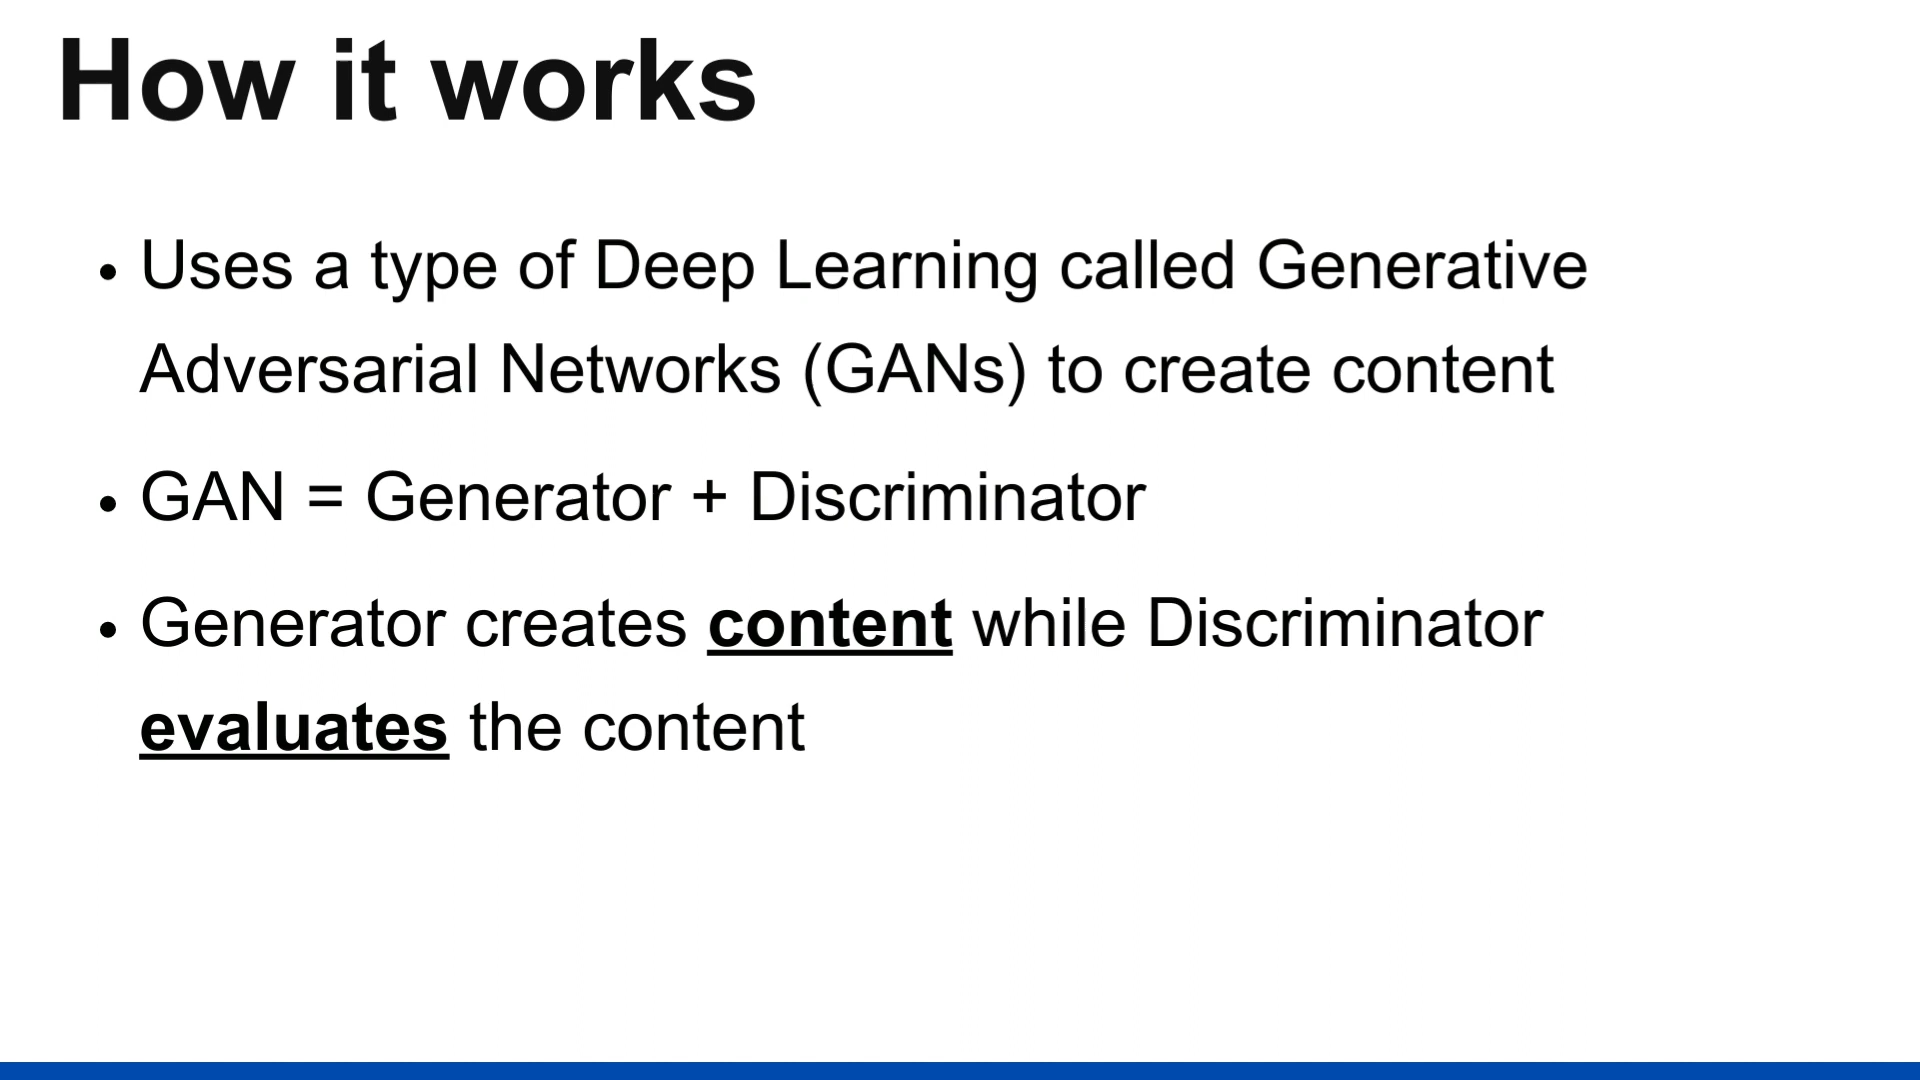 How it works
• Uses a type of Deep Learning called Generative
Adversarial Networks (GANs) to create content
• GAN = Generator + Discriminator
• Generator creates content while Discriminator
evaluates the content